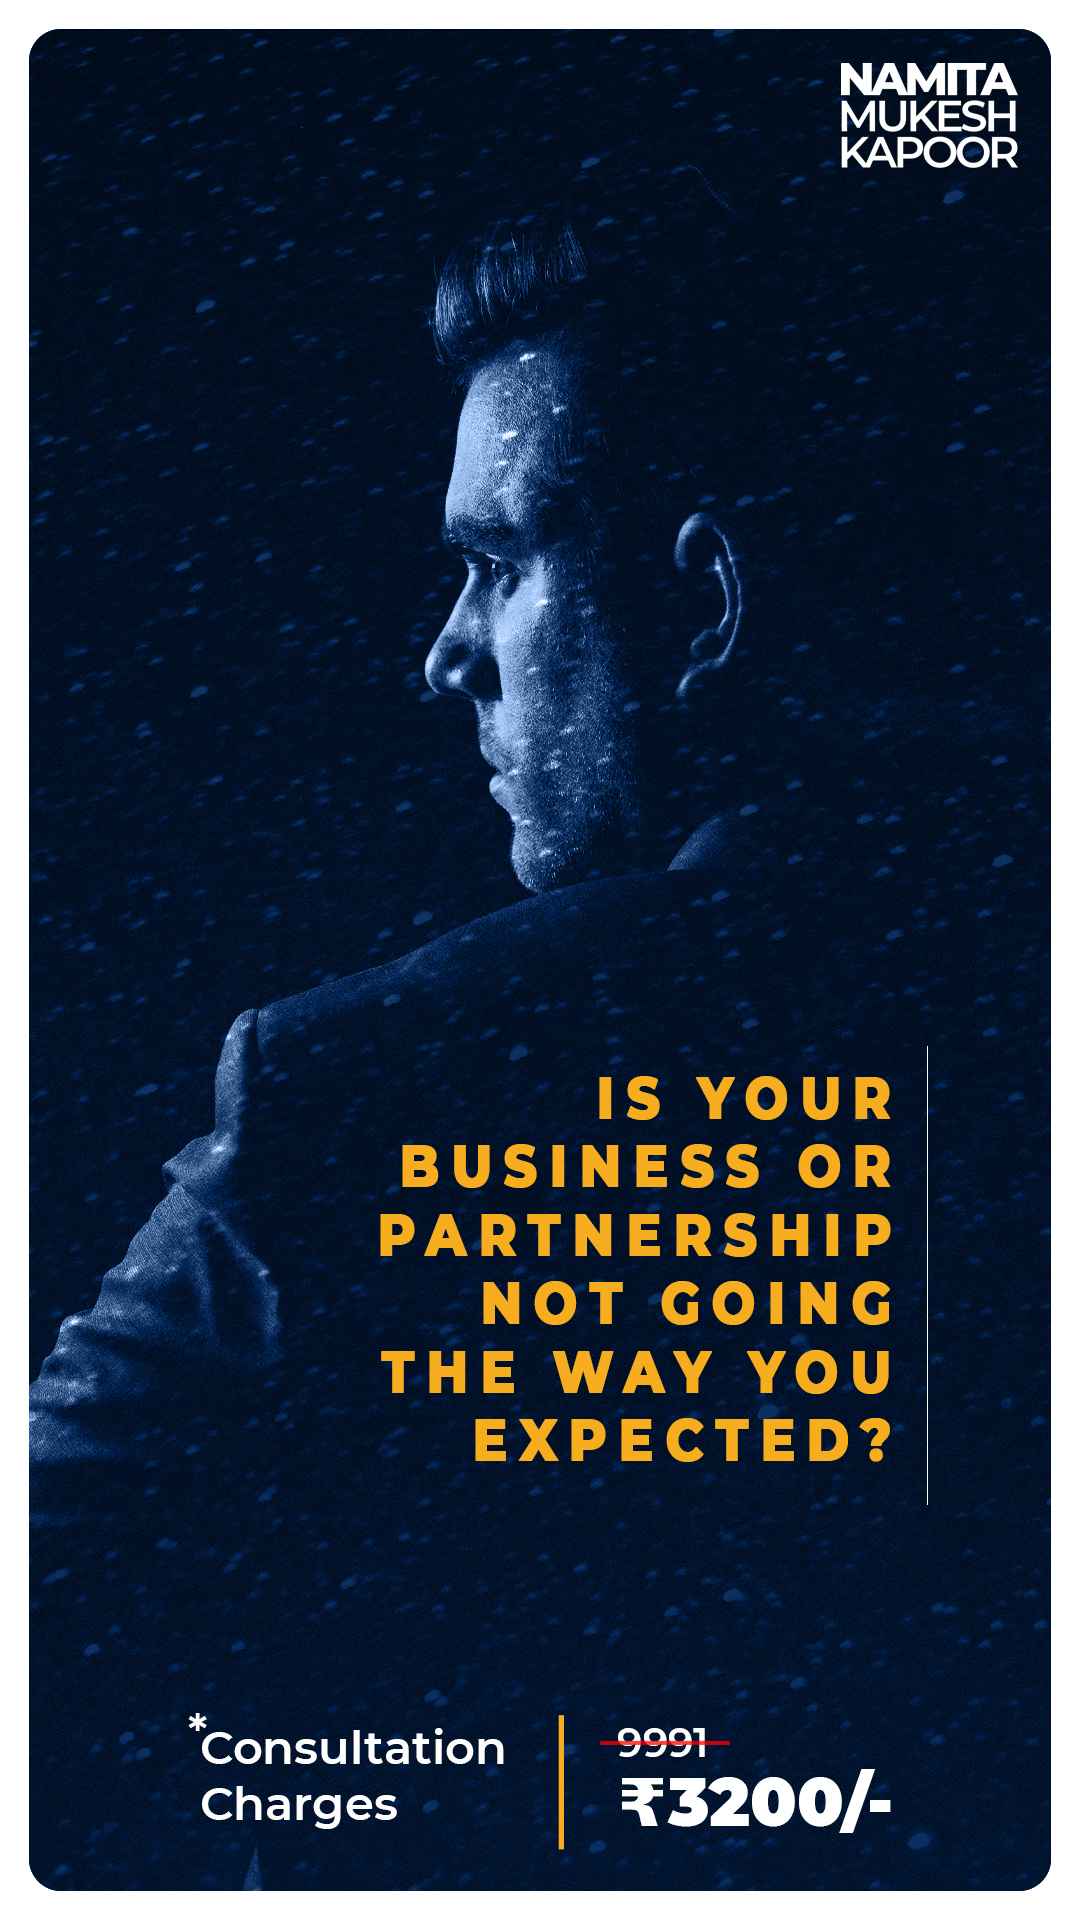 NAMITA
MUKESH
KAPOOR
IS YOUR
BUSINESS OR
PARTNERSHIP
NOT GOING
THE WAY YOU
EXPECTED?
*Consultation
Charges
9991
₹3200/-